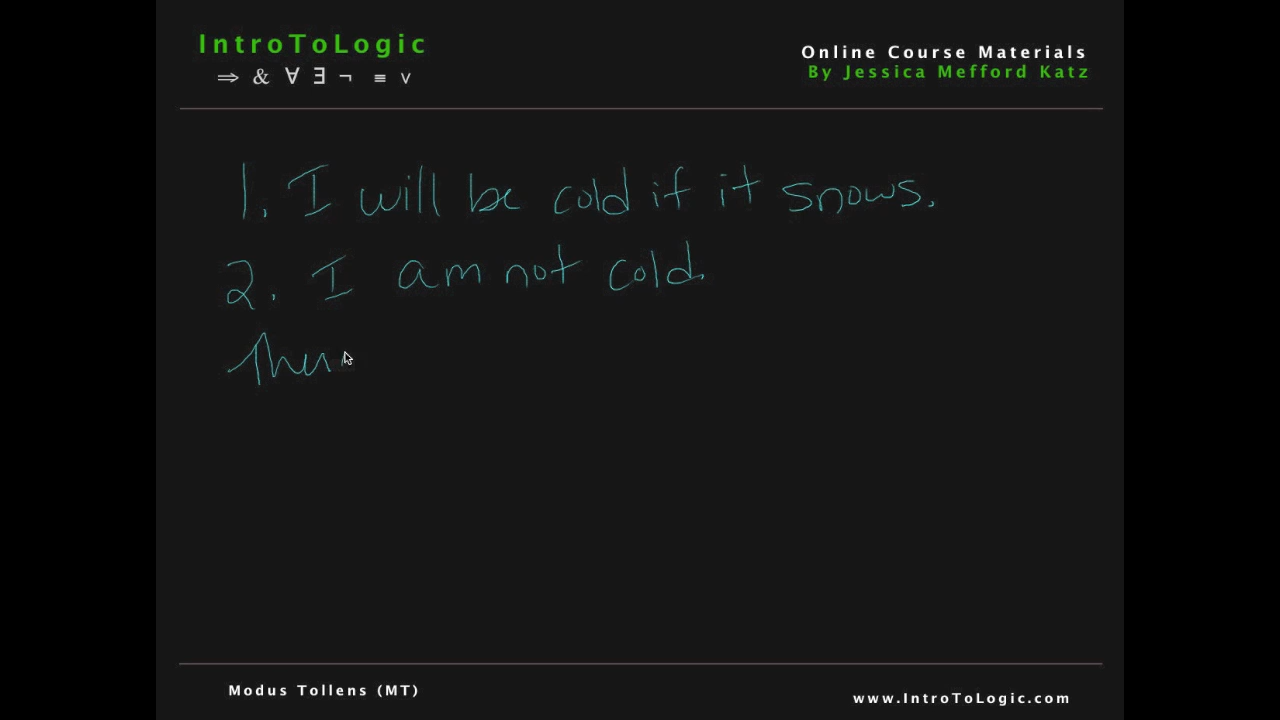 IntroToLogic
⇒ & ∀ ∃ ¬ ≡ v
Online Course Materials
By Jessica Mefford Katz
1. I will be cold if it snows.
2. I am not cold.
Thu
Modus Tollens (MT)
www.IntroToLogic.com